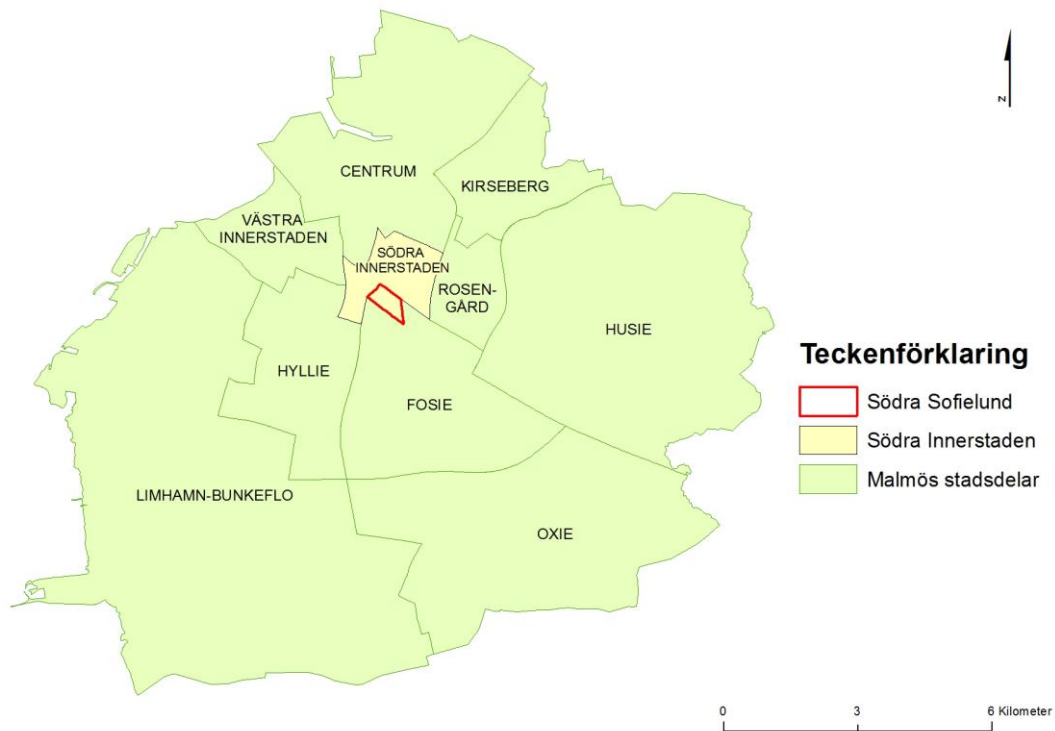 CENTRUM
KIRSEBERG
VÄSTRA
INNERSTADEN
SÖDRA
INNERSTADEN
ROSEN-
GÅRD
HUSIE
HYLLIE
FOSIE
LIMHAMN-BUNKEFLO
OXIE
N
Teckenförklaring
Södra Sofielund
Södra Innerstaden
Malmös stadsdelar
0 3 6 Kilometer